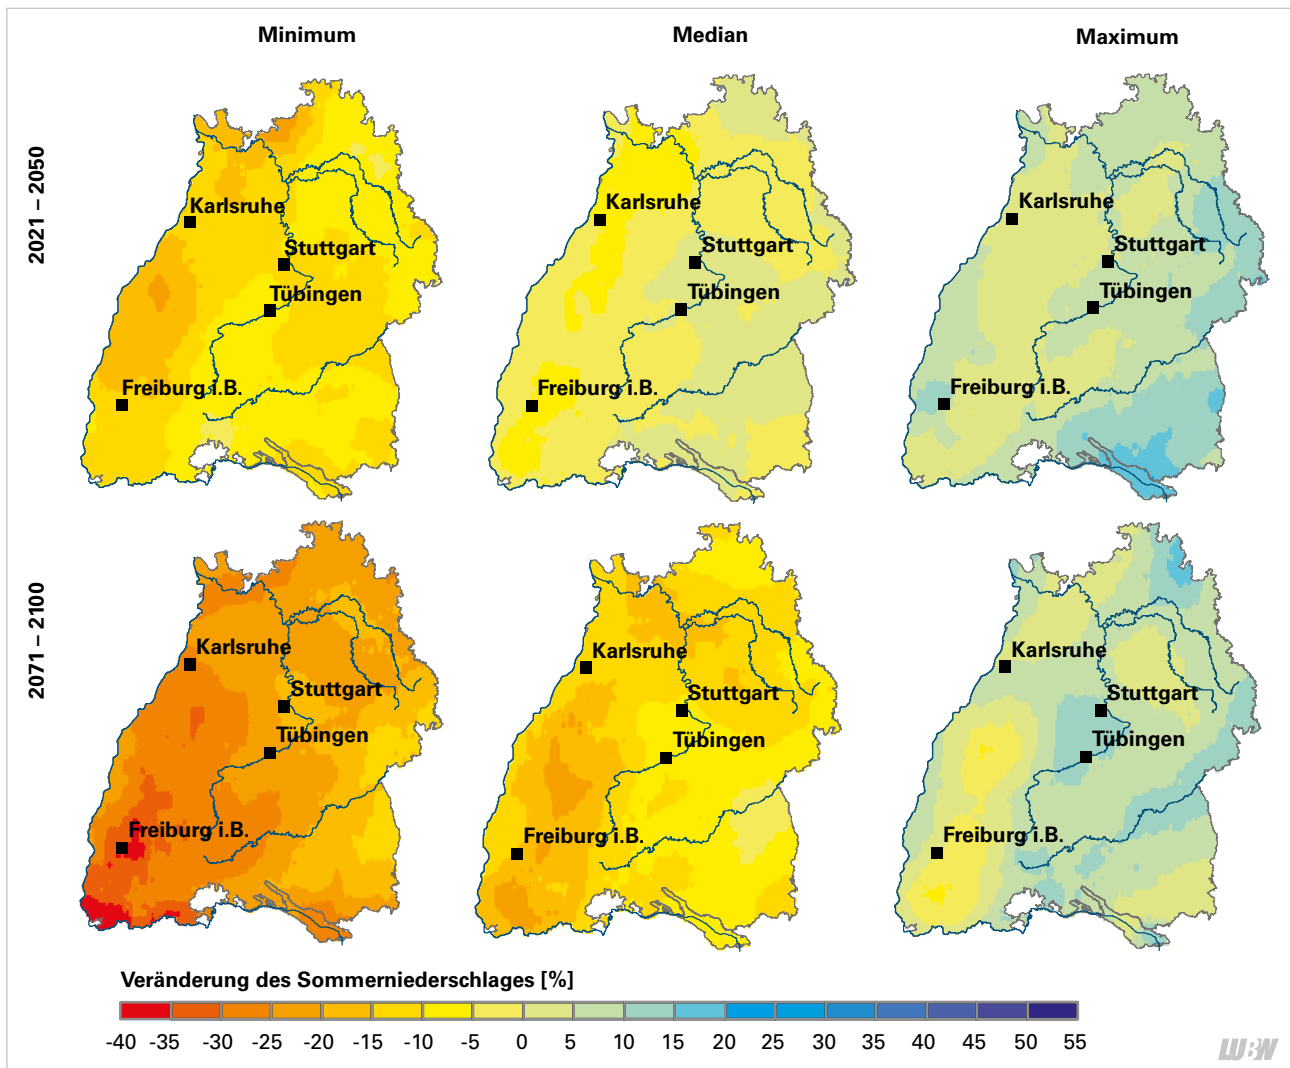 Minimum Median Maximum
2021 – 2050
Karlsruhe
Stuttgart
Tübingen
Freiburg i.B.
Karlsruhe
Stuttgart
Tübingen
Freiburg i.B.
Karlsruhe
Stuttgart
Tübingen
Freiburg i.B.
2071 – 2100
Karlsruhe
Stuttgart
Tübingen
Freiburg i.B.
Karlsruhe
Stuttgart
Tübingen
Freiburg i.B.
Karlsruhe
Stuttgart
Tübingen
Freiburg i.B.
Veränderung des Sommerniederschlages [%]
-40 -35 -30 -25 -20 -15 -10 -5 0 5 10 15 20 25 30 35 40 45 50 55
LUBW